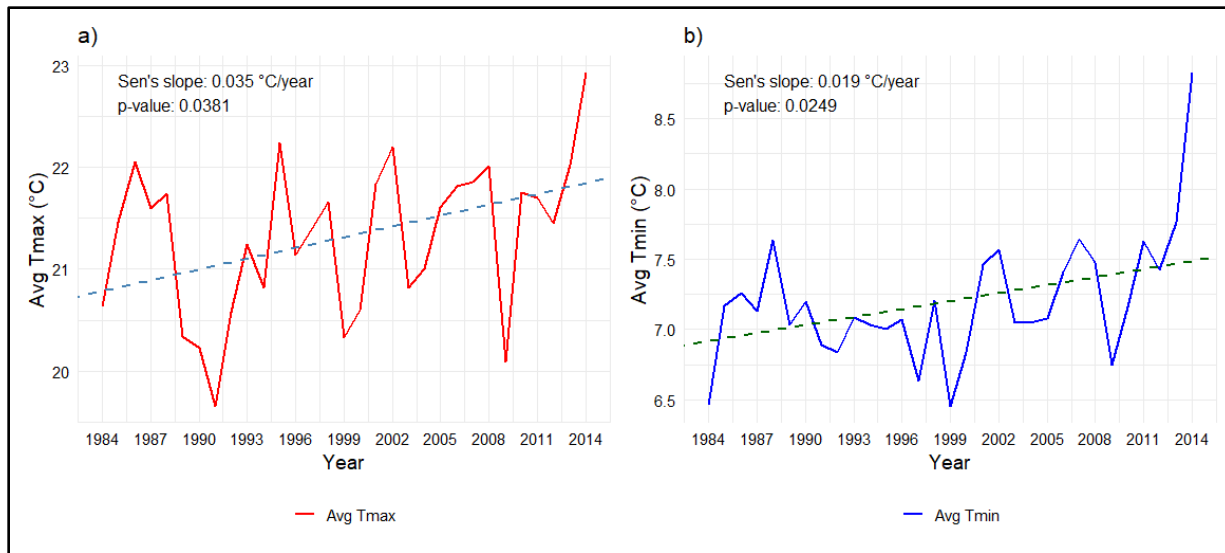 a)
Sen's slope: 0.035 °C/year
p-value: 0.0381
Avg Tmax (°C)
23
22
21
20
1984 1987 1990 1993 1996 1999 2002 2005 2008 2011 2014
Year
Avg Tmax
b)
Sen's slope: 0.019 °C/year
p-value: 0.0249
Avg Tmin (°C)
8.5
8.0
7.5
7.0
6.5
1984 1987 1990 1993 1996 1999 2002 2005 2008 2011 2014
Year
Avg Tmin